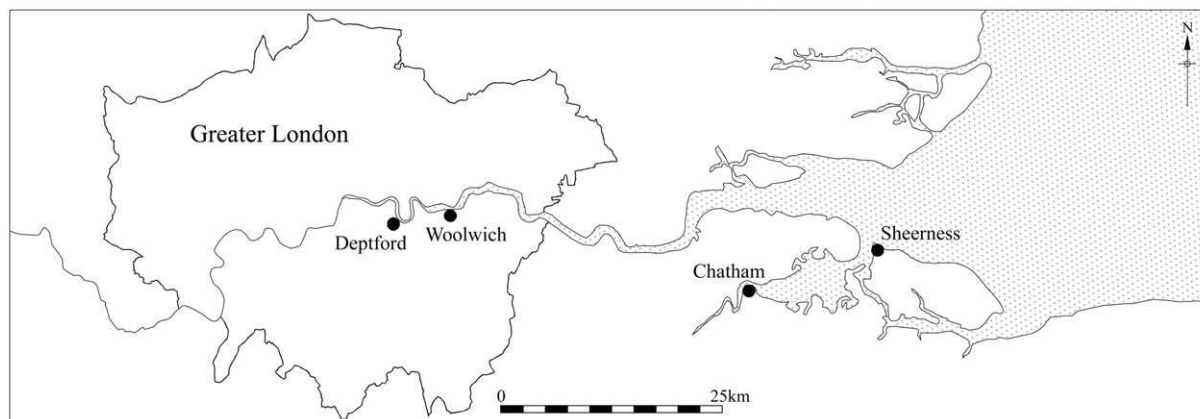 N
Greater London
Deptford
Woolwich
Sheerness
Chatham
0 25km